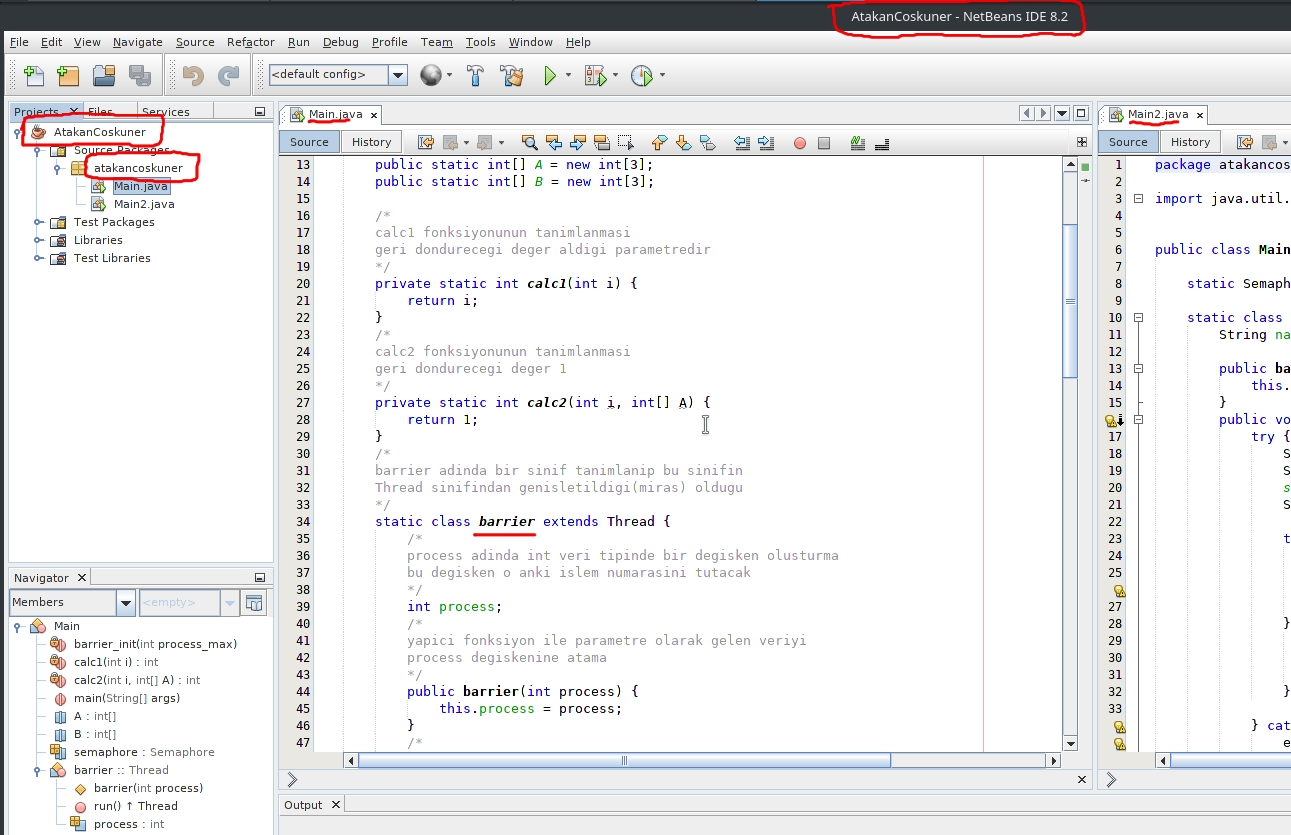 AtakanCoskuner - NetBeans IDE 8.2
File Edit View Navigate Source Refactor Run Debug Profile Team Tools Window Help
<default config>
Projects Files Services
AtakanCoskuner
Source Packages
atakancoskuner
Main.java
Main2.java
Test Packages
Libraries
Test Libraries
Navigator
Members <empty>
Main
barrier_init(int process_max)
calc1(int i) : int
calc2(int i, int[] A) : int
main(String[] args)
A : int[]
B : int[]
semaphore : Semaphore
barrier :: Thread
barrier(int process)
run() ↑ Thread
process : int
Main.java
Source History
13 public static int[] A = new int[3];
14 public static int[] B = new int[3];
15
16 /*
17 calc1 fonksiyonunun tanimlanmasi
18 geri dondurecegi deger aldigi parametredir
19 */
20 private static int calc1(int i) {
21 return i;
22 }
23 /*
24 calc2 fonksiyonunun tanimlanmasi
25 geri dondurecegi deger 1
26 */
27 private static int calc2(int i, int[] A) {
28 return 1;
29 }
30 /*
31 barrier adinda bir sinif tanimlanip bu sinifin
32 Thread sinifindan genisletildigi(miras) oldugu
33 */
34 static class barrier extends Thread {
35 /*
36 process adinda int veri tipinde bir degisken olusturma
37 bu degisken o anki islem numarasini tutacak
38 */
39 int process;
40 /*
41 yapici fonksiyon ile parametre olarak gelen veriyi
42 process degiskenine atama
43 */
44 public barrier(int process) {
45 this.process = process;
46 }
47 /*
Output
Main2.java
Source History
1 package atakancos
2
3 import java.util.
4
5
6 public class Main
7
8 static Semaph
9
10 static class
11 String na
12
13 public ba
14 this.
15 }
public vo
17 try {
18 S
19 S
20 s
21 S
22
23 t
24
25
27
28 }
29
30
31
32 }
33
} cat
e